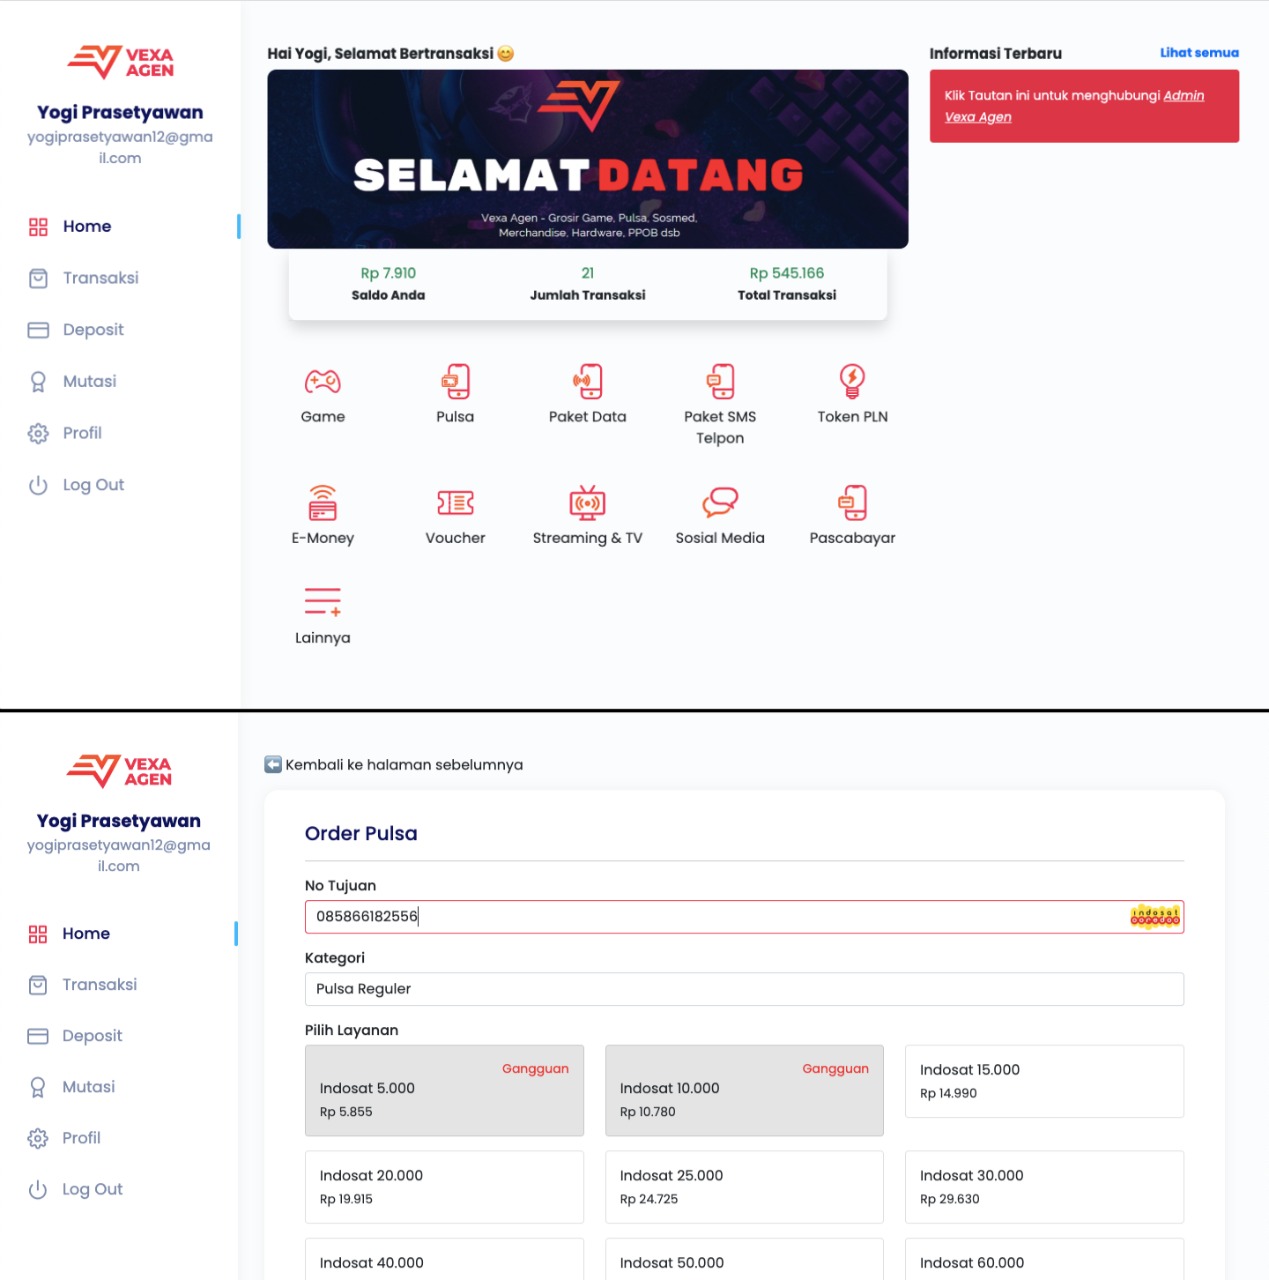 VEXA
AGEN
Yogi Prasetyawan
yogiprasetyawan12@gma
il.com
Home
Transaksi
Deposit
Mutasi
Profil
Log Out
Hai Yogi, Selamat Bertransaksi 😊
SELAMAT DATANG
Vexa Agen - Grosir Game, Pulsa, Sosmed,
Merchandise, Hardware, PPOB dsb
Rp 7.910
Saldo Anda
21
Jumlah Transaksi
Rp 545.166
Total Transaksi
Game
Pulsa
Paket Data
Paket SMS
Telpon
Token PLN
E-Money
Voucher
Streaming & TV
Sosial Media
Pascabayar
Lainnya
Informasi Terbaru
Lihat semua
Klik Tautan ini untuk menghubungi Admin
Vexa Agen
VEXA
AGEN
Yogi Prasetyawan
yogiprasetyawan12@gma
il.com
Home
Transaksi
Deposit
Mutasi
Profil
Log Out
⬅️ Kembali ke halaman sebelumnya
Order Pulsa
No Tujuan
085866182556
indosat
ooredoo
Kategori
Pulsa Reguler
Pilih Layanan
Gangguan
Indosat 5.000
Rp 5.855
Gangguan
Indosat 10.000
Rp 10.780
Indosat 15.000
Rp 14.990
Indosat 20.000
Rp 19.915
Indosat 25.000
Rp 24.725
Indosat 30.000
Rp 29.630
Indosat 40.000
Indosat 50.000
Indosat 60.000